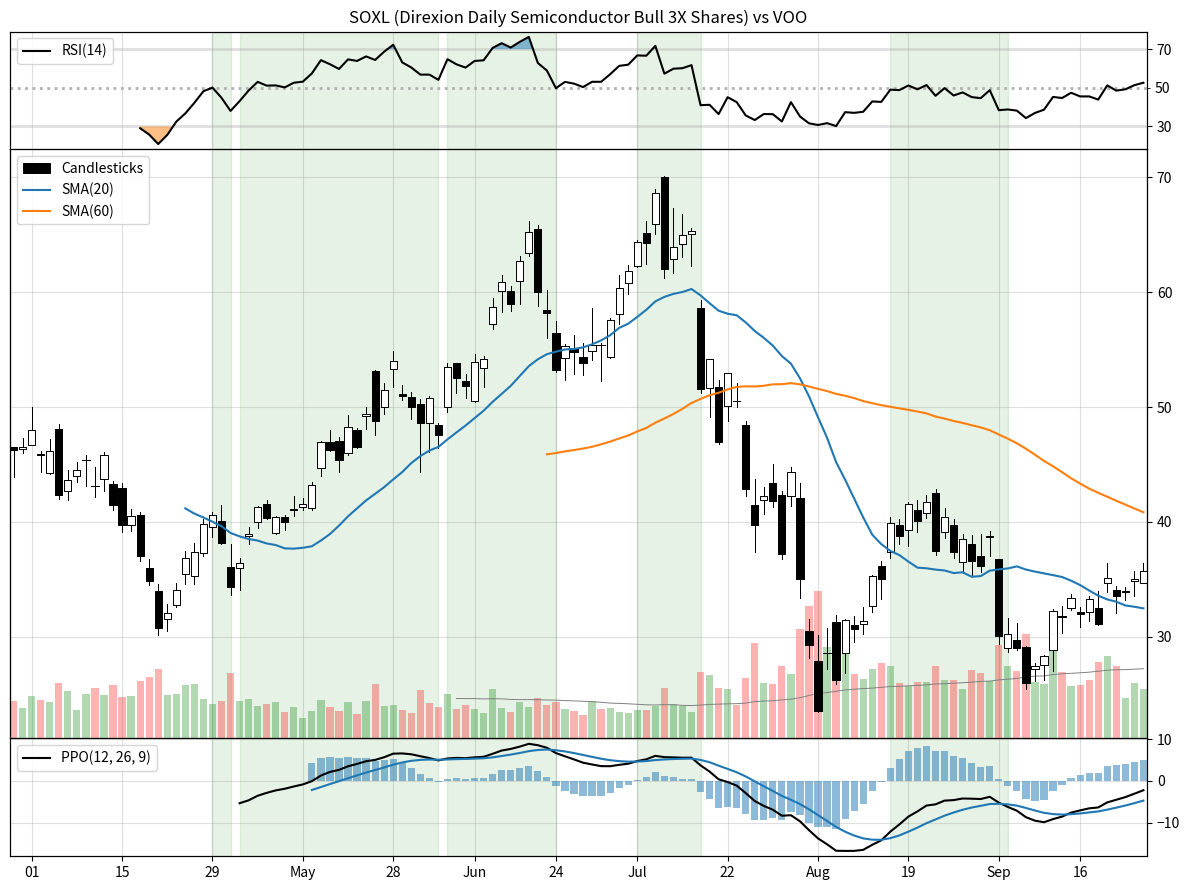 SOXL (Direxion Daily Semiconductor Bull 3X Shares) vs VOO
RSI(14)
70
50
30
Candlesticks
SMA(20)
SMA(60)
70
60
50
40
30
PPO(12, 26, 9)
10
0
−10
01 15 29 May 28 Jun 24 Jul 22 Aug 19 Sep 16